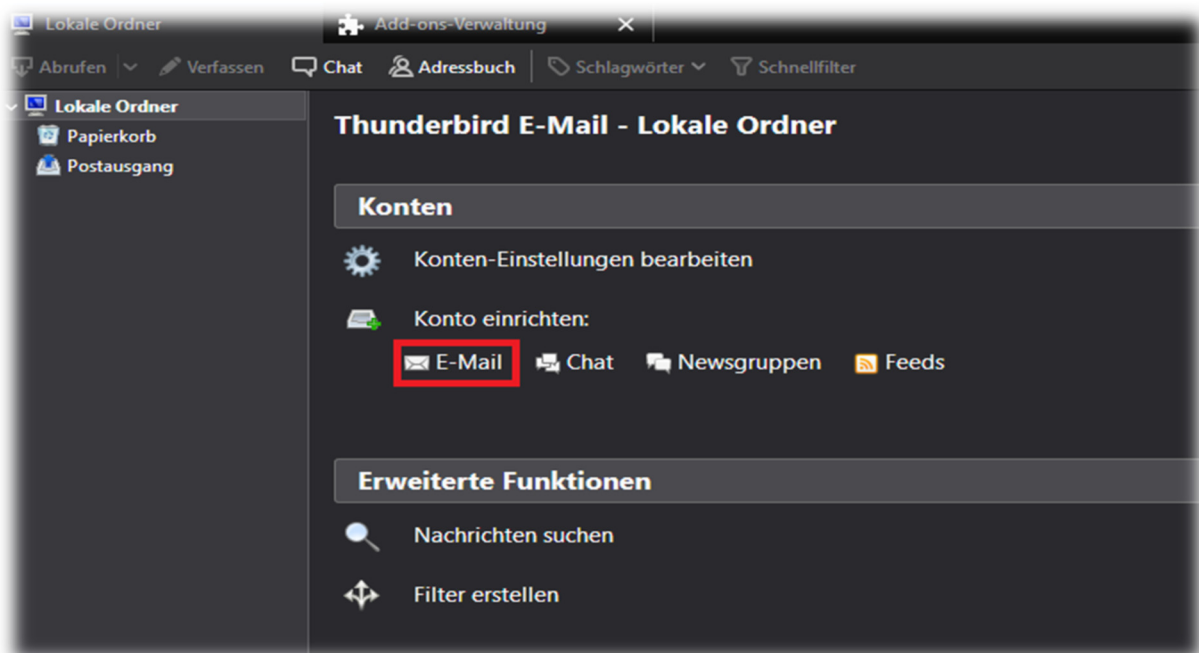 Lokale Ordner Add-ons-Verwaltung
Abrufen Verfassen Chat Adressbuch Schlagwörter Schnellfilter
Lokale Ordner
Papierkorb
Postausgang
Thunderbird E-Mail - Lokale Ordner
Konten
Konten-Einstellungen bearbeiten
Konto einrichten:
E-Mail Chat Newsgruppen Feeds
Erweiterte Funktionen
Nachrichten suchen
Filter erstellen